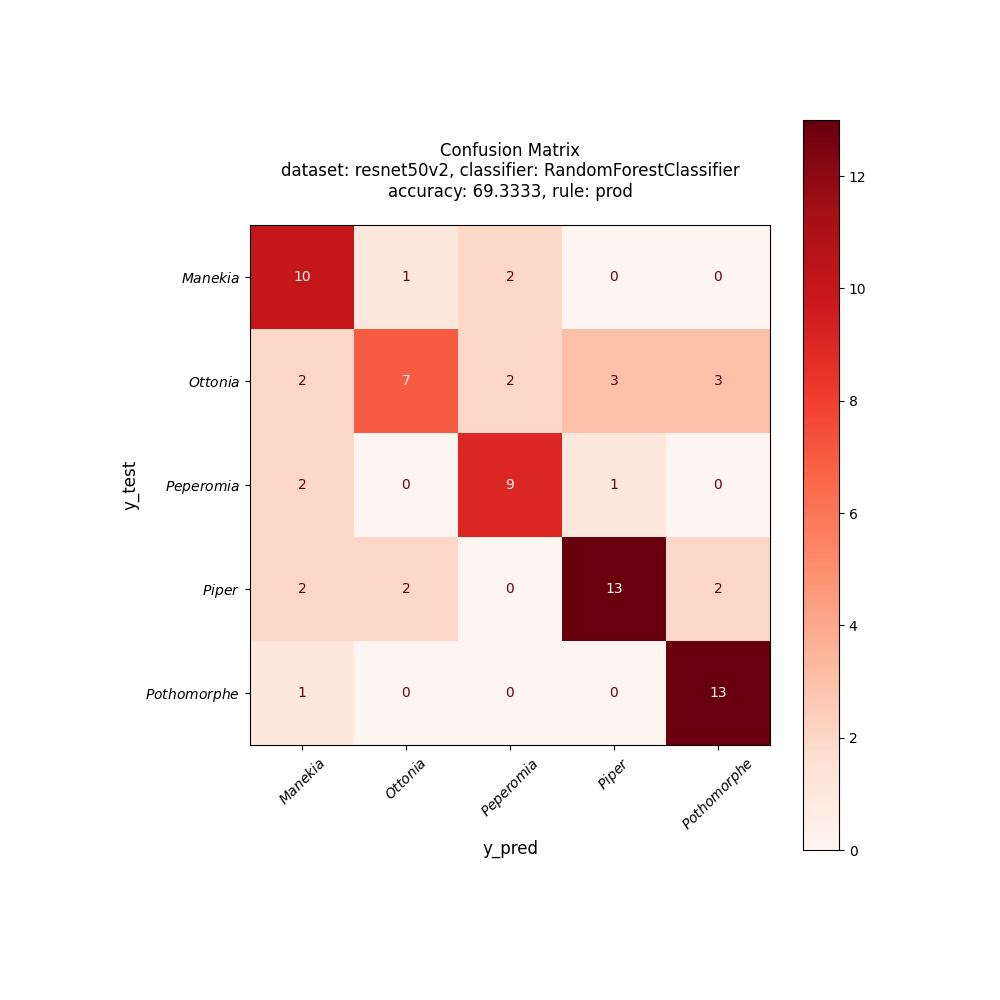 Confusion Matrix
dataset: resnet50v2, classifier: RandomForestClassifier
accuracy: 69.3333, rule: prod
y_test
Manekia 10 1 2 0 0
Ottonia 2 7 2 3 3
Peperomia 2 0 9 1 0
Piper 2 2 0 13 2
Pothomorphe 1 0 0 0 13
Manekia Ottonia Peperomia Piper Pothomorphe
y_pred
12
10
8
6
4
2
0